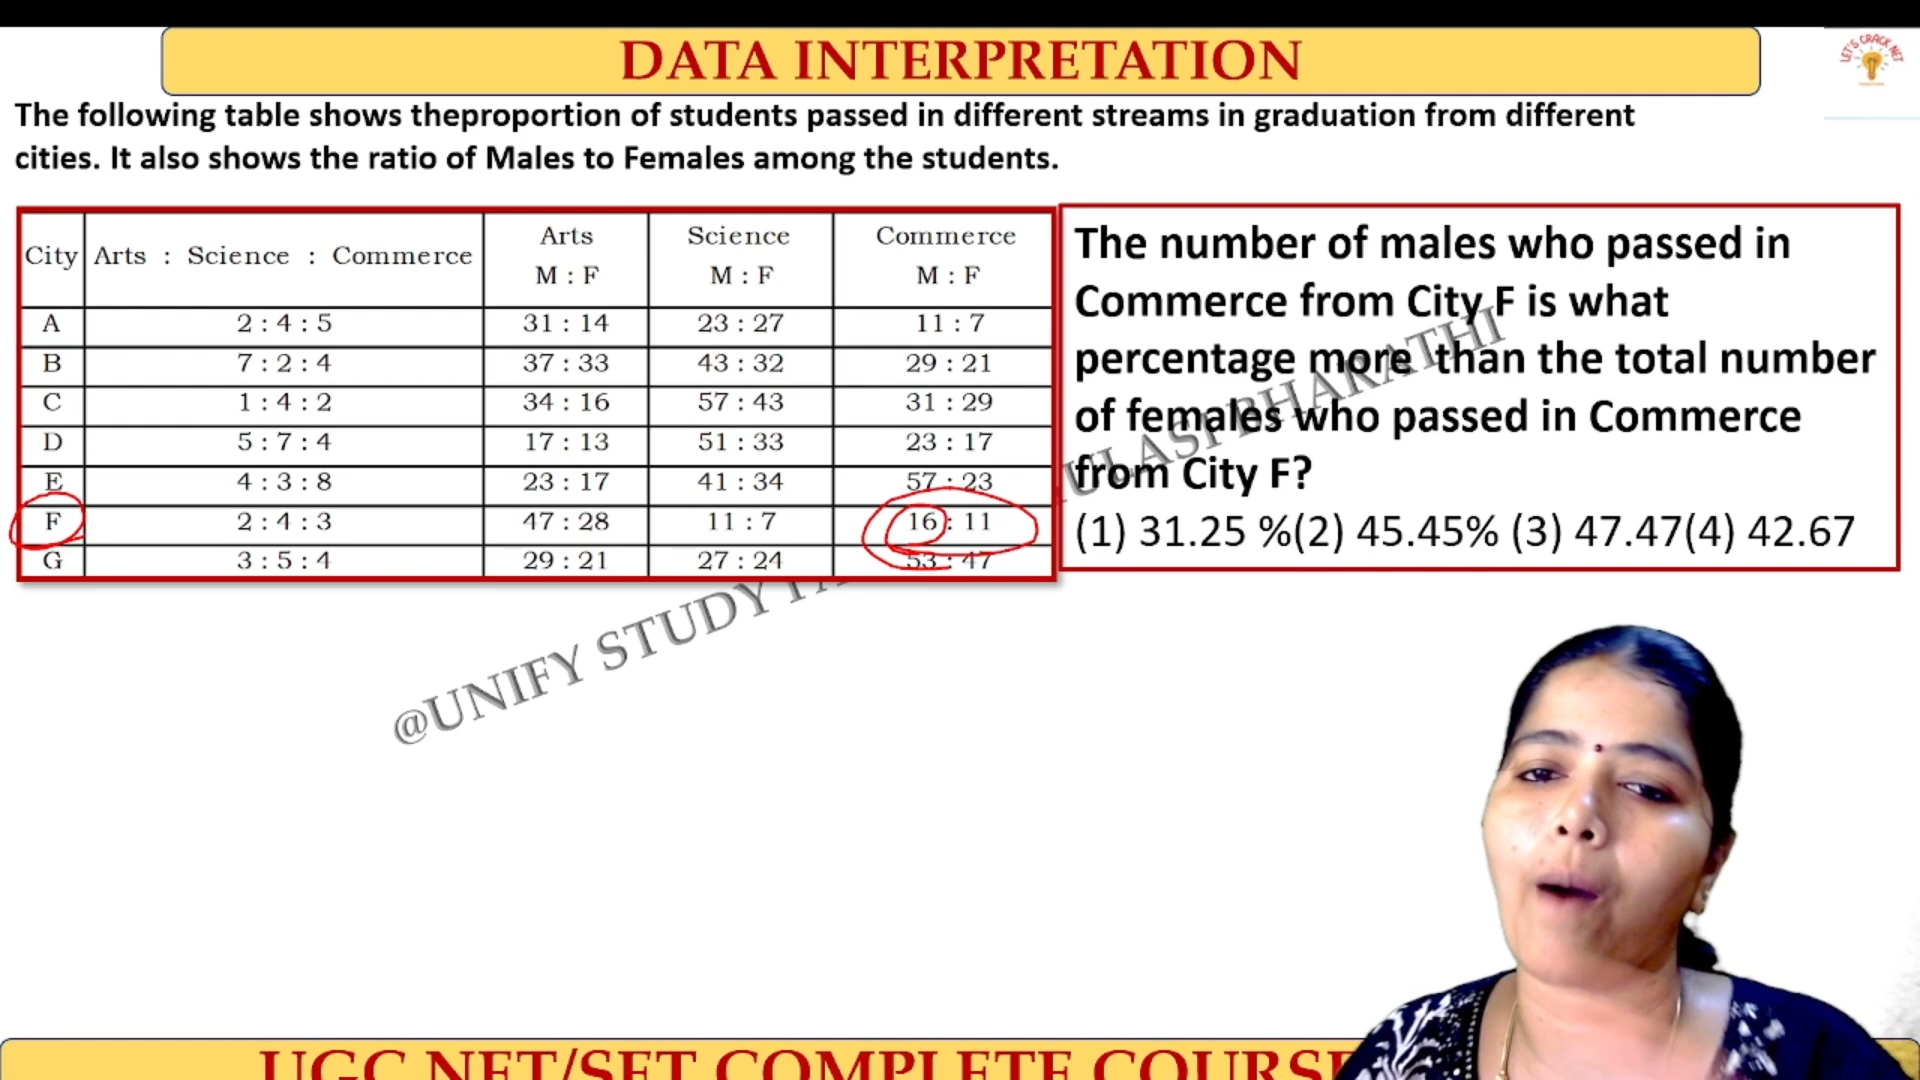 DATA INTERPRETATION
LET'S CRACK NET
The following table shows theproportion of students passed in different streams in graduation from different
cities. It also shows the ratio of Males to Females among the students.
City Arts : Science : Commerce Arts M : F Science M : F Commerce M : F
A 2 : 4 : 5 31 : 14 23 : 27 11 : 7
B 7 : 2 : 4 37 : 33 43 : 32 29 : 21
C 1 : 4 : 2 34 : 16 57 : 43 31 : 29
D 5 : 7 : 4 17 : 13 51 : 33 23 : 17
E 4 : 3 : 8 23 : 17 41 : 34 57 : 23
F 2 : 4 : 3 47 : 28 11 : 7 16 : 11
G 3 : 5 : 4 29 : 21 27 : 24 53 : 47
The number of males who passed in
Commerce from City F is what
percentage more than the total number
of females who passed in Commerce
from City F?
(1) 31.25 %(2) 45.45% (3) 47.47(4) 42.67
@UNIFY STUDY BHARATHI
UGC NET/SET COMPLETE COURSE